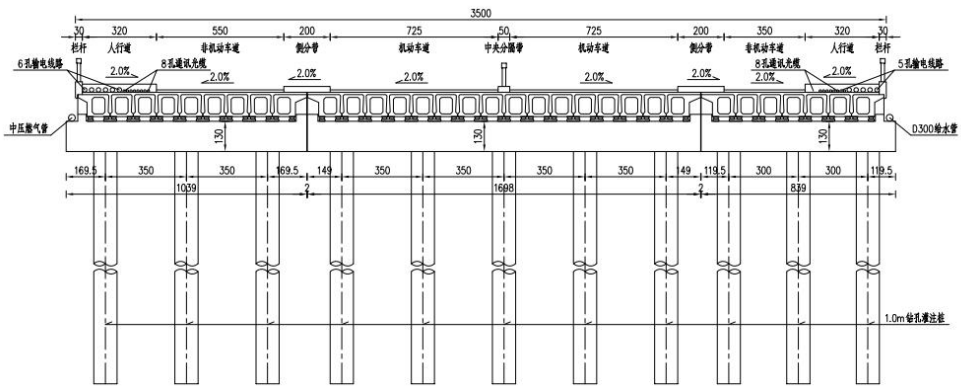 3500
30 320 550 200 725 50 725 200 350 320 30
栏杆 人行道 非机动车道 侧分带 机动车道 中央分隔带 机动车道 侧分带 非机动车道 人行道 栏杆
6孔输电线路 8孔通讯光缆 8孔通讯光缆 5孔输电线路
2.0% 2.0% 2.0% 2.0% 2.0% 2.0% 2.0% 2.0%
中压燃气管 130 130 130 D300给水管
169.5 350 350 169.5 149 350 350 350 350 149 119.5 300 300 119.5
1039 2 1698 2 839
1.0m钻孔灌注桩